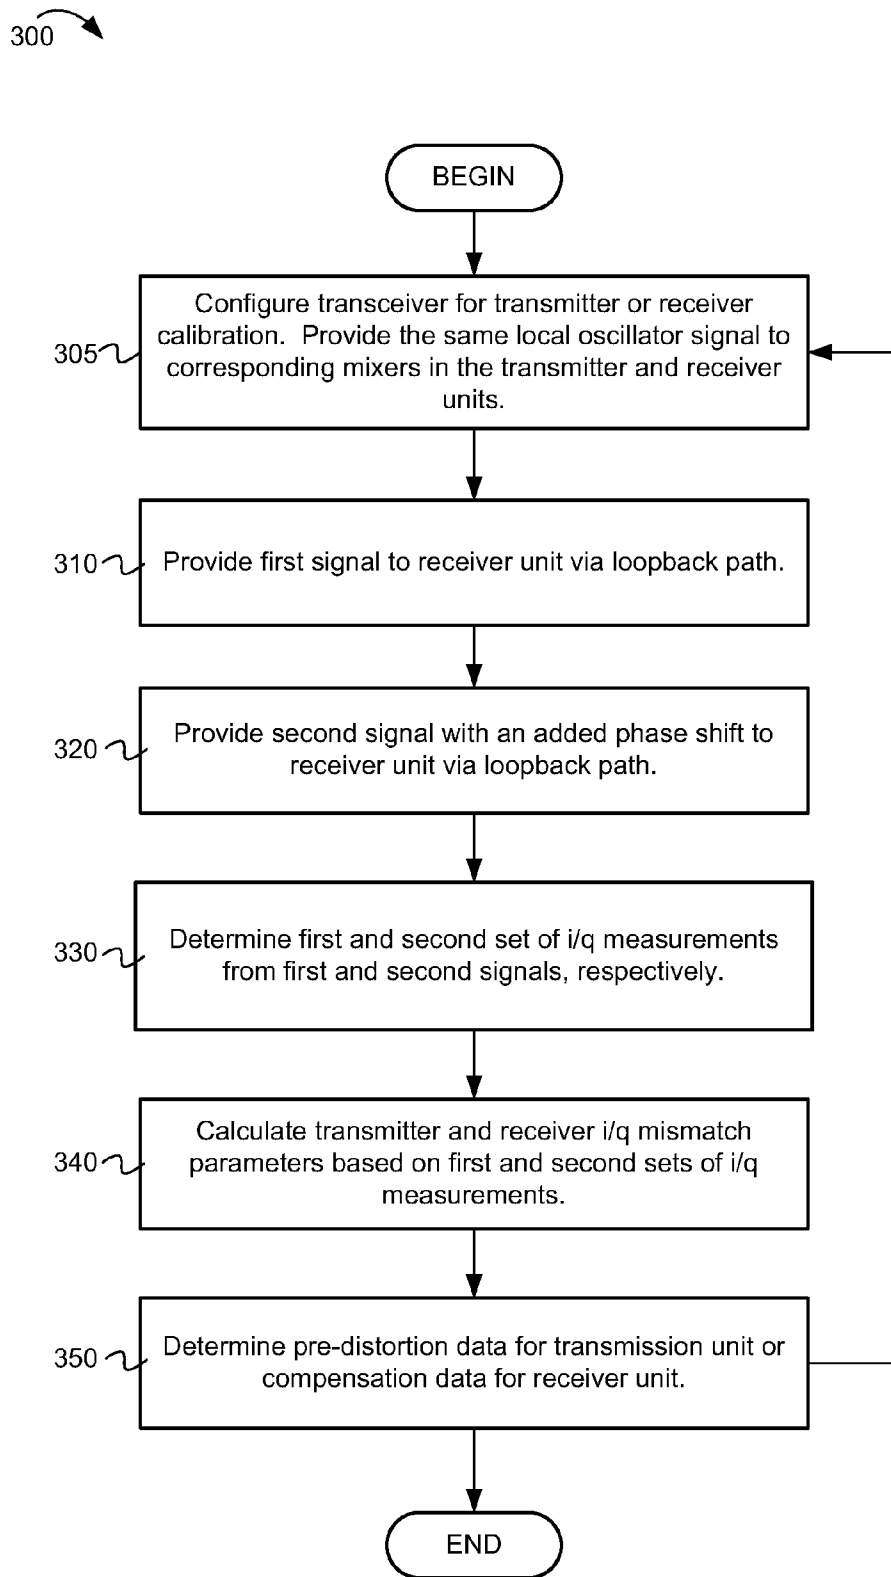 300
BEGIN
305
Configure transceiver for transmitter or receiver
calibration.  Provide the same local oscillator signal to
corresponding mixers in the transmitter and receiver
units.
310
Provide first signal to receiver unit via loopback path.
320
Provide second signal with an added phase shift to
receiver unit via loopback path.
330
Determine first and second set of i/q measurements
from first and second signals, respectively.
340
Calculate transmitter and receiver i/q mismatch
parameters based on first and second sets of i/q
measurements.
350
Determine pre-distortion data for transmission unit or
compensation data for receiver unit.
END